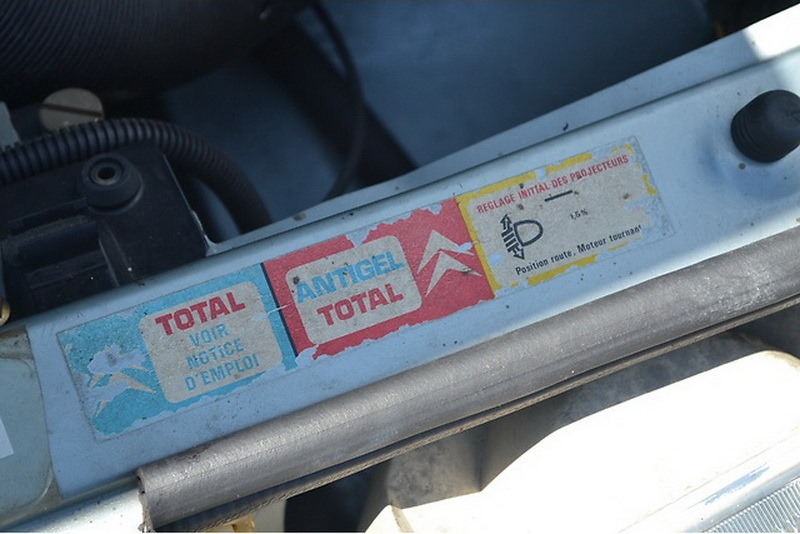 TOTAL
VOIR
NOTICE
D'EMPLOI
ANTIGEL
TOTAL
REGLAGE INITIAL DES PROJECTEURS
1,5%
Position route, Moteur tournant